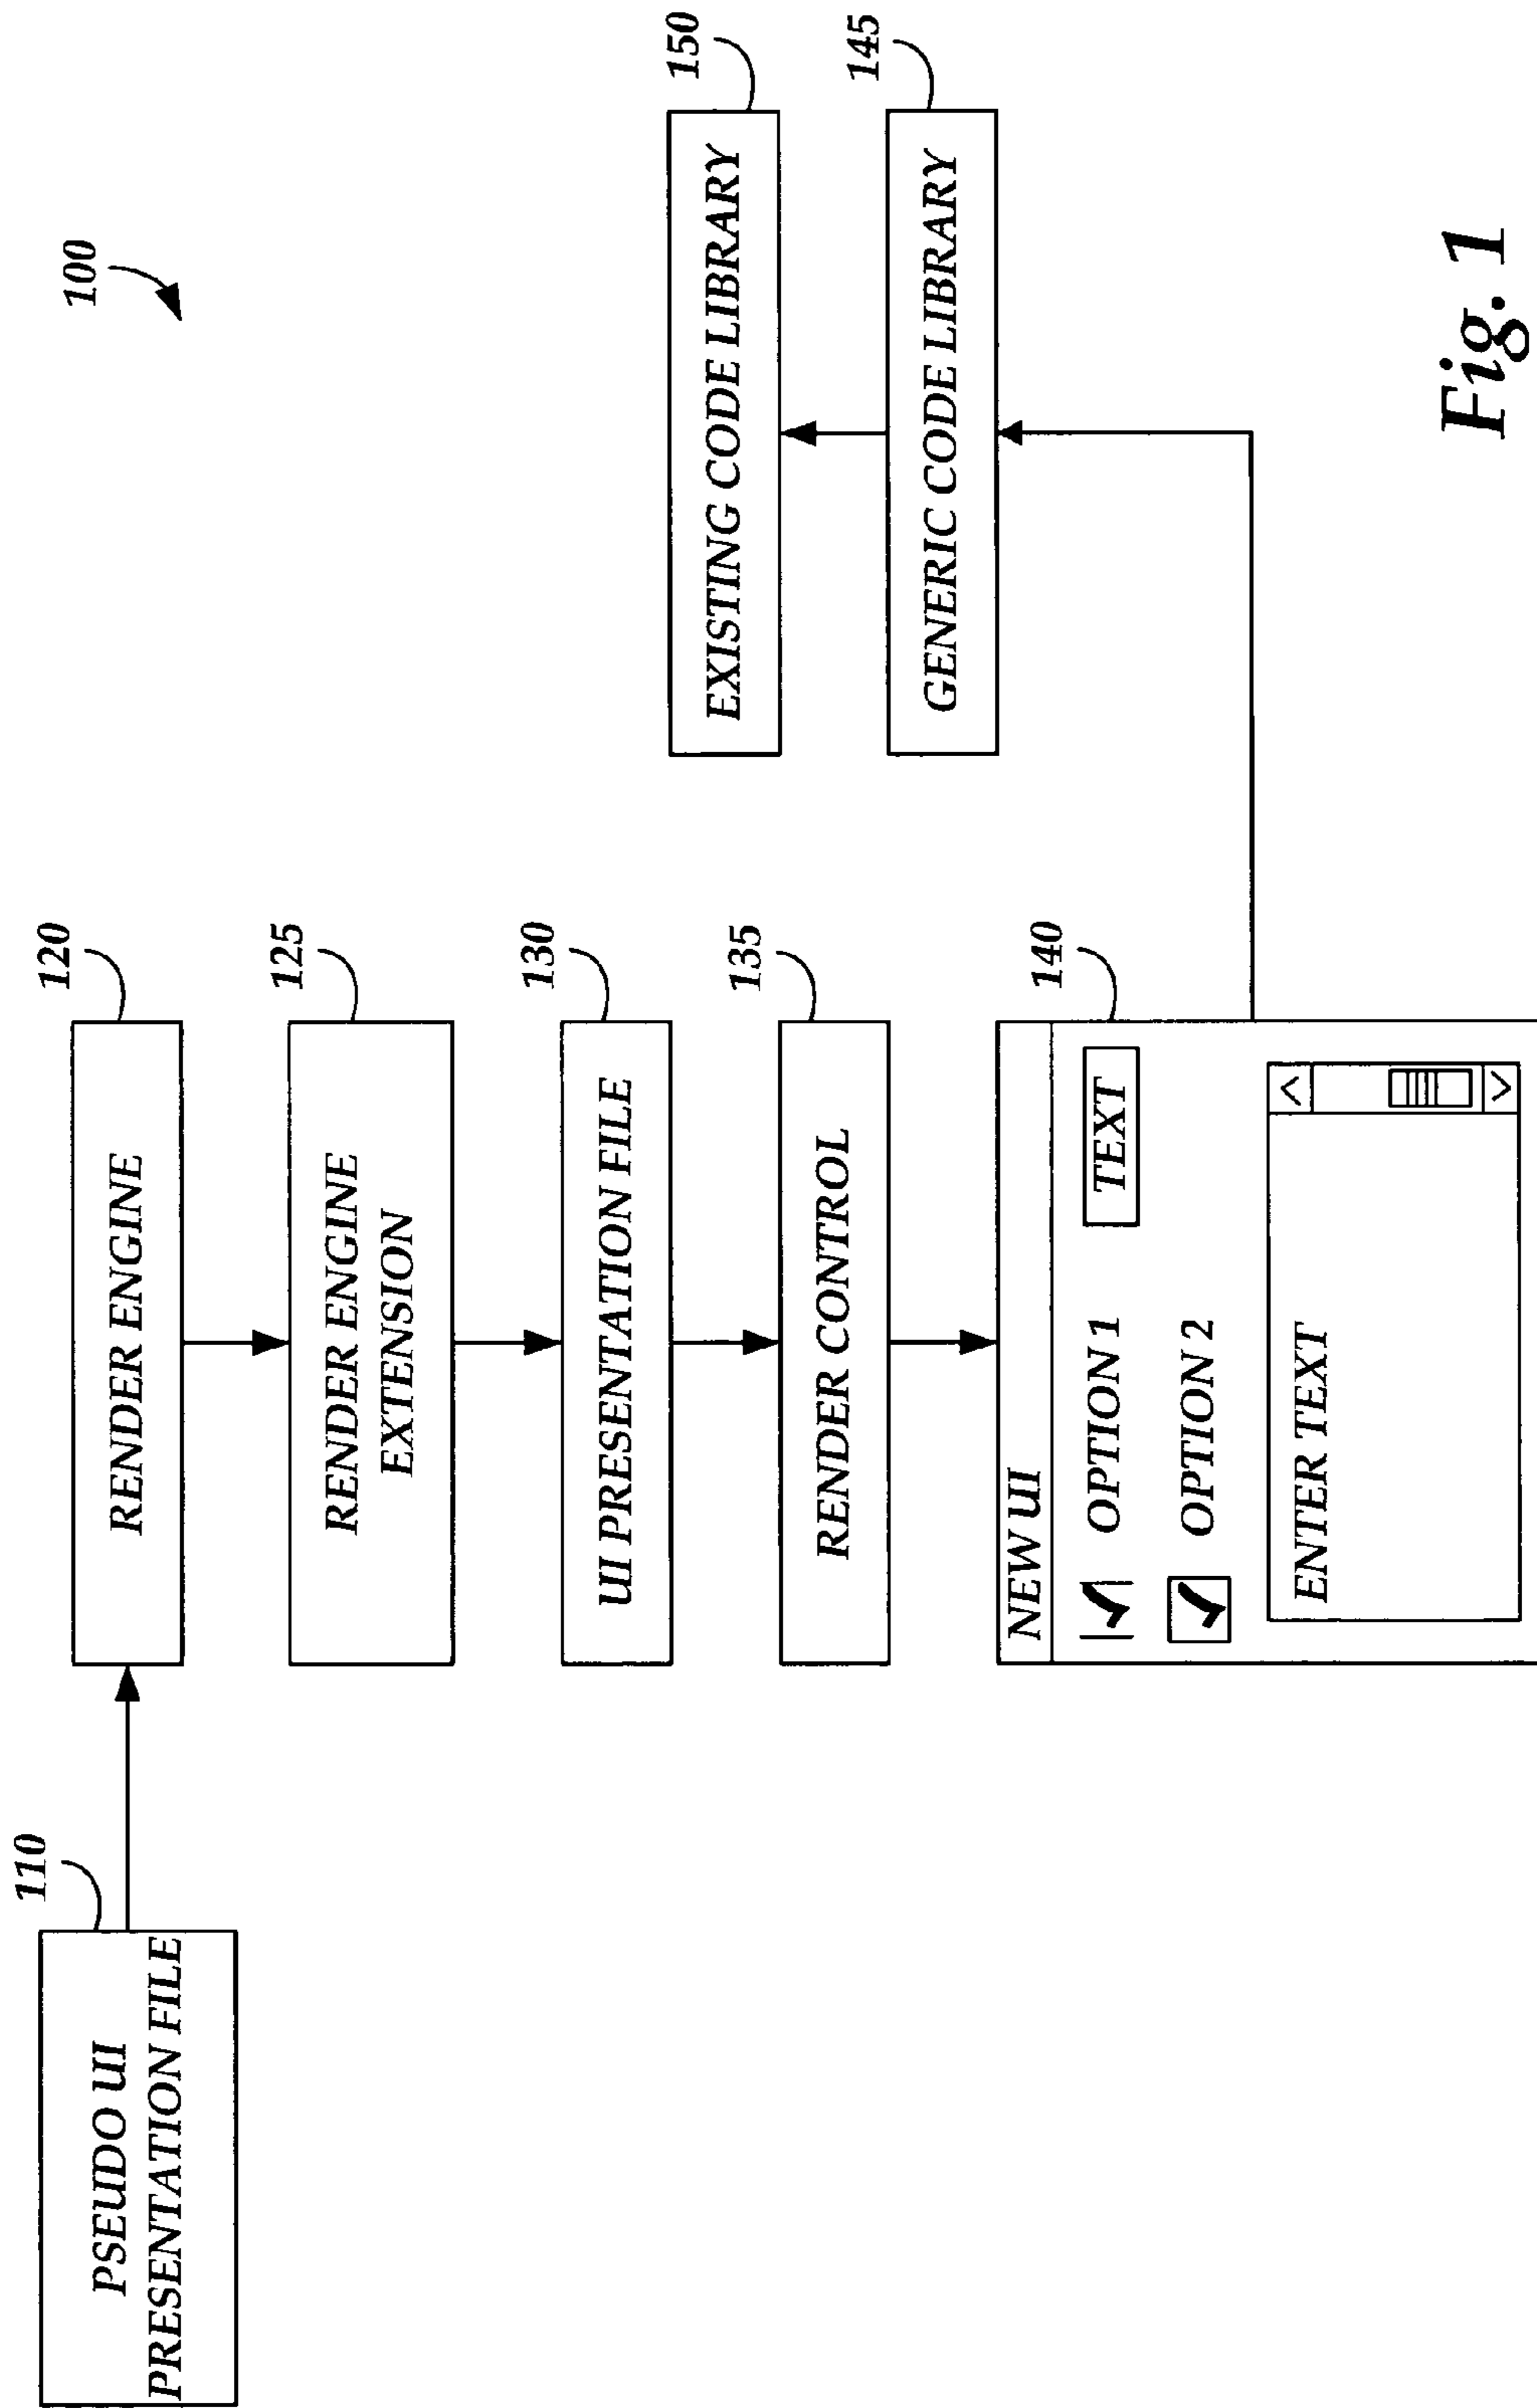 100
110
PSEUDO UI
PRESENTATION FILE
120
RENDER ENGINE
125
RENDER ENGINE
EXTENSION
130
UI PRESENTATION FILE
135
RENDER CONTROL
140
NEW UI
OPTION 1
TEXT
OPTION 2
ENTER TEXT
150
EXISTING CODE LIBRARY
145
GENERIC CODE LIBRARY
Fig. 1